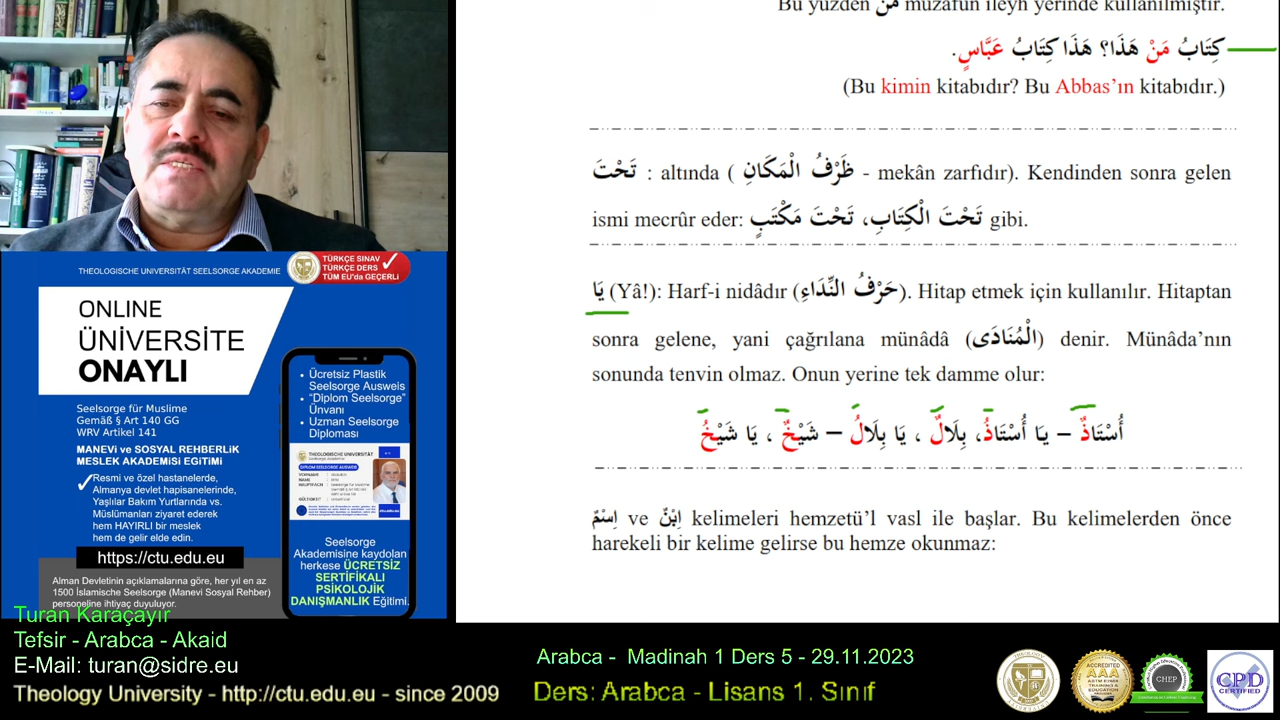 Bu yüzden مَنْ muzâfun ileyh yerinde kullanılmıştır.
كِتَابُ مَنْ هَذَا؟ هَذَا كِتَابُ عَبَّاسٍ.
(Bu kimin kitabıdır? Bu Abbas’ın kitabıdır.)
تَحْتَ : altında ( ظَرْفُ الْمَكَانِ - mekân zarfıdır). Kendinden sonra gelen
ismi mecrûr eder: تَحْتَ الْكِتَابِ، تَحْتَ مَكْتَبٍ gibi.
يَا (Yâ!): Harf-i nidâdır (حَرْفُ النِّدَاءِ). Hitap etmek için kullanılır. Hitaptan
sonra gelene, yani çağrılana münâdâ (الْمُنَادَى) denir. Münâda’nın
sonunda tenvin olmaz. Onun yerine tek damme olur:
أُسْتَاذٌ – يَا أُسْتَاذُ، بِلَالٌ ، يَا بِلَالُ – شَيْخٌ ، يَا شَيْخُ
اِسْمٌ ve اِبْنٌ kelimeleri hemzetü’l vasl ile başlar. Bu kelimelerden önce
harekeli bir kelime gelirse bu hemze okunmaz:
THEOLOGISCHE UNIVERSITÄT SEELSORGE AKADEMIE
TÜRKÇE SINAV
TÜRKÇE DERS
TÜM EU'da GEÇERLİ
ONLINE
ÜNİVERSİTE
ONAYLI
Seelsorge für Muslime
Gemäß § Art 140 GG
WRV Artikel 141
MANEVi ve SOSYAL REHBERLiK
MESLEK AKADEMiSi EGiTiMi
Resmi ve özel hastanelerde,
Almanya devlet hapisanelerinde,
Yaşlılar Bakım Yurtlarında vs.
Müslümanları ziyaret ederek
hem HAYIRLI bir meslek
hem de gelir elde edin.
https://ctu.edu.eu
Alman Devletinin açıklamalarına göre, her yıl en az
1500 İslamische Seelsorge (Manevi Sosyal Rehber)
personeline ihtiyaç duyuluyor.
• Ücretsiz Plastik
Seelsorge Ausweis
• “Diplom Seelsorge”
Ünvanı
• Uzman Seelsorge
Diploması
Seelsorge
Akademisine kaydolan
herkese ÜCRETSİZ
SERTİFİKALI
PSİKOLOJİK
DANIŞMANLIK Eğitimi.
Turan Karaçayır
Tefsir - Arabca - Akaid
E-Mail: turan@sidre.eu
Theology University - http://ctu.edu.eu - since 2009
Arabca - Madinah 1 Ders 5 - 29.11.2023
Ders: Arabca - Lisans 1. Sınıf
ACCREDITED
AAA
CHEP
CPD
CERTIFIED